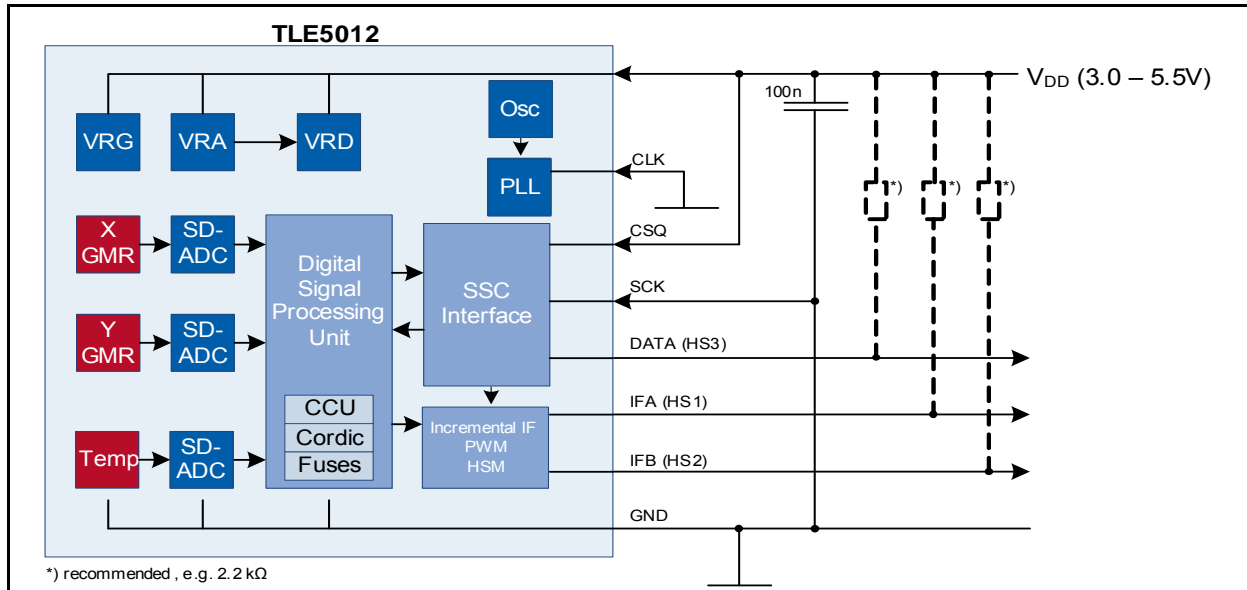 TLE5012
V_DD (3.0 – 5.5V)
100n
VRG
VRA
VRD
Osc
PLL
CLK
X
GMR
SD-
ADC
Digital
Signal
Processing
Unit
SSC
Interface
CSQ
SCK
*)
*)
*)
Y
GMR
SD-
ADC
DATA (HS3)
CCU
Cordic
Fuses
Incremental IF
PWM
HSM
IFA (HS1)
IFB (HS2)
Temp
SD-
ADC
GND
*) recommended , e.g. 2.2 kΩ